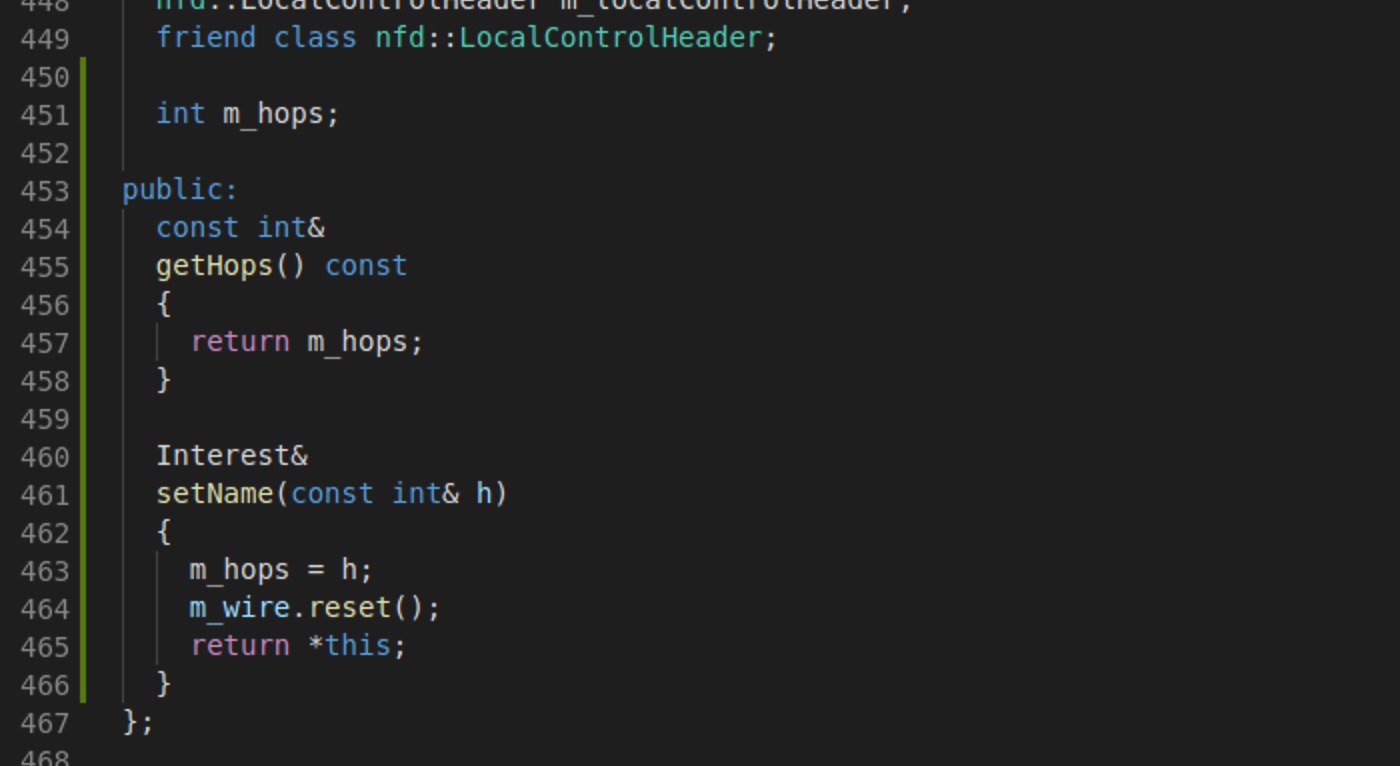 448 nfd::LocalControlHeader m_localControlHeader;
449 friend class nfd::LocalControlHeader;
450
451 int m_hops;
452
453 public:
454 const int&
455 getHops() const
456 {
457 return m_hops;
458 }
459
460 Interest&
461 setName(const int& h)
462 {
463 m_hops = h;
464 m_wire.reset();
465 return *this;
466 }
467 };
468